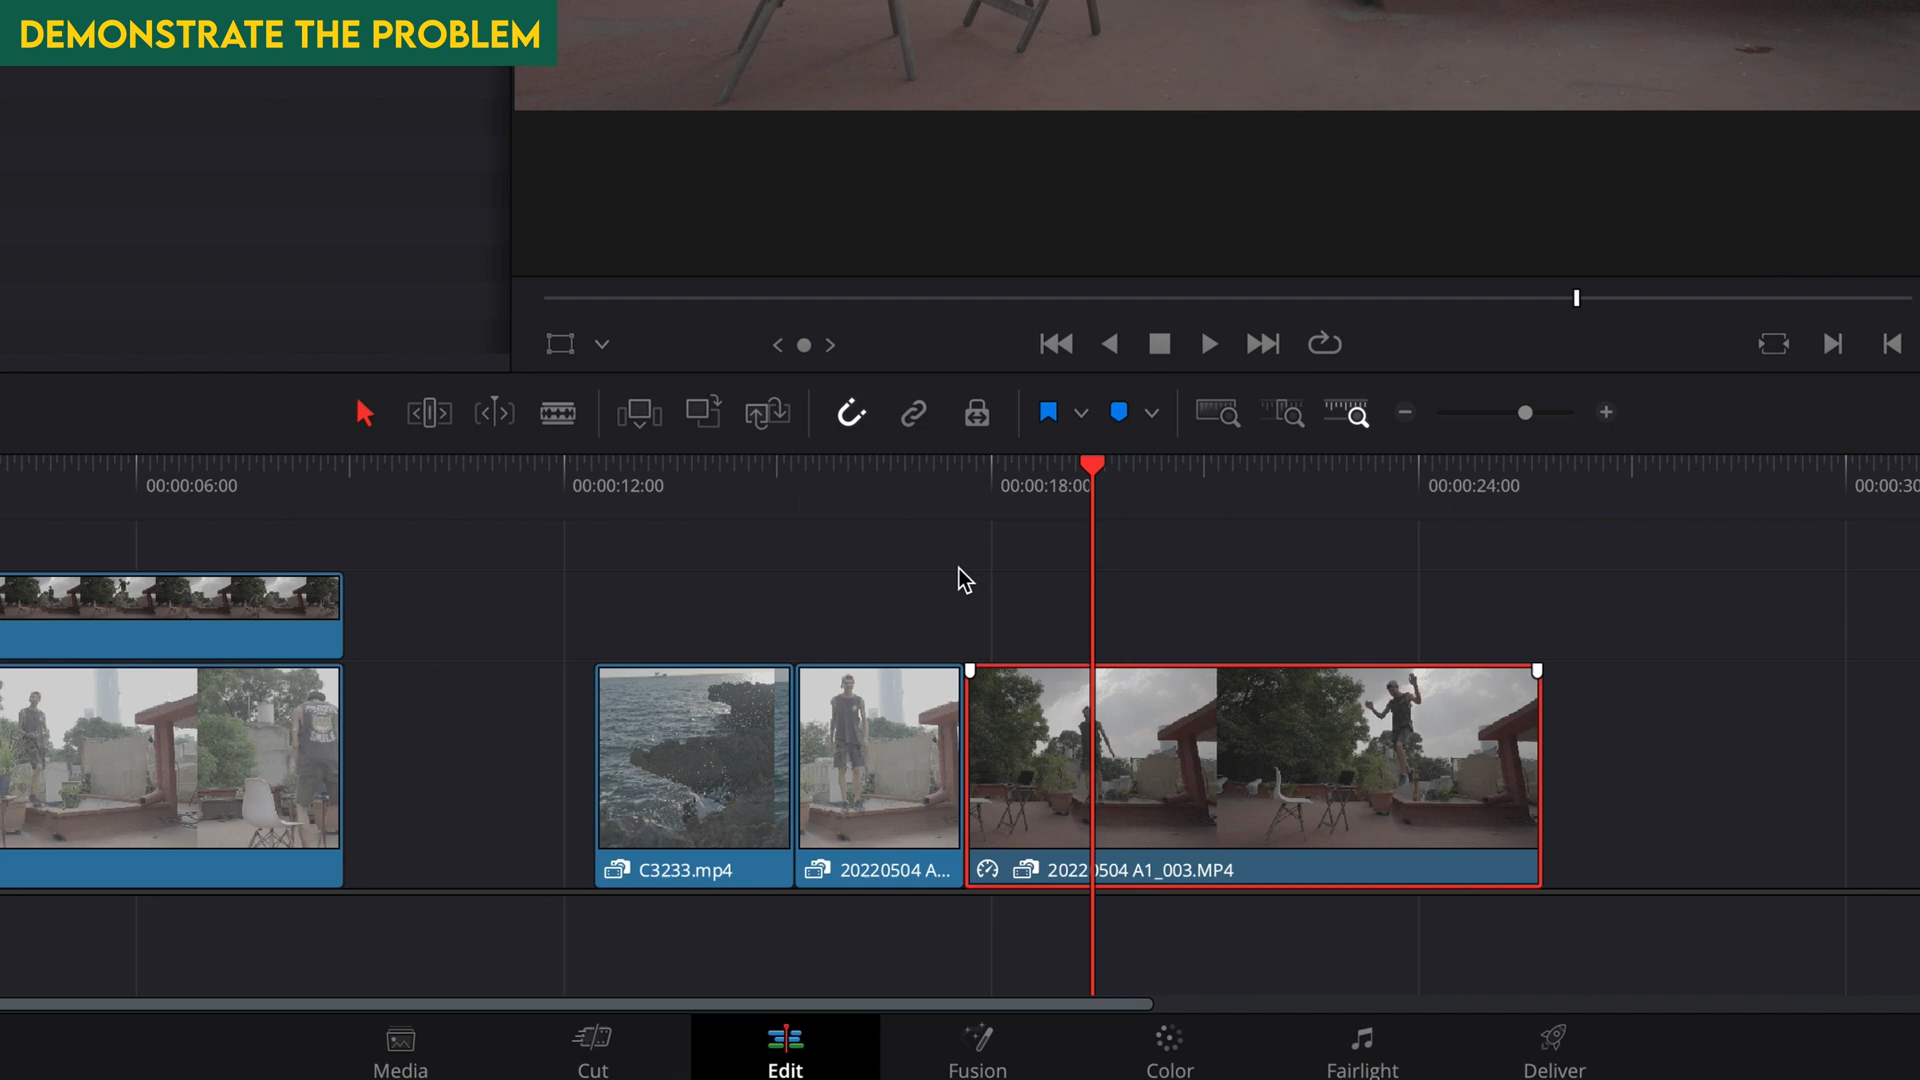 DEMONSTRATE THE PROBLEM
00:00:06:00
00:00:12:00
00:00:18:00
00:00:24:00
00:00:30
C3233.mp4
20220504 A...
20220504 A1_003.MP4
Media
Cut
Edit
Fusion
Color
Fairlight
Deliver